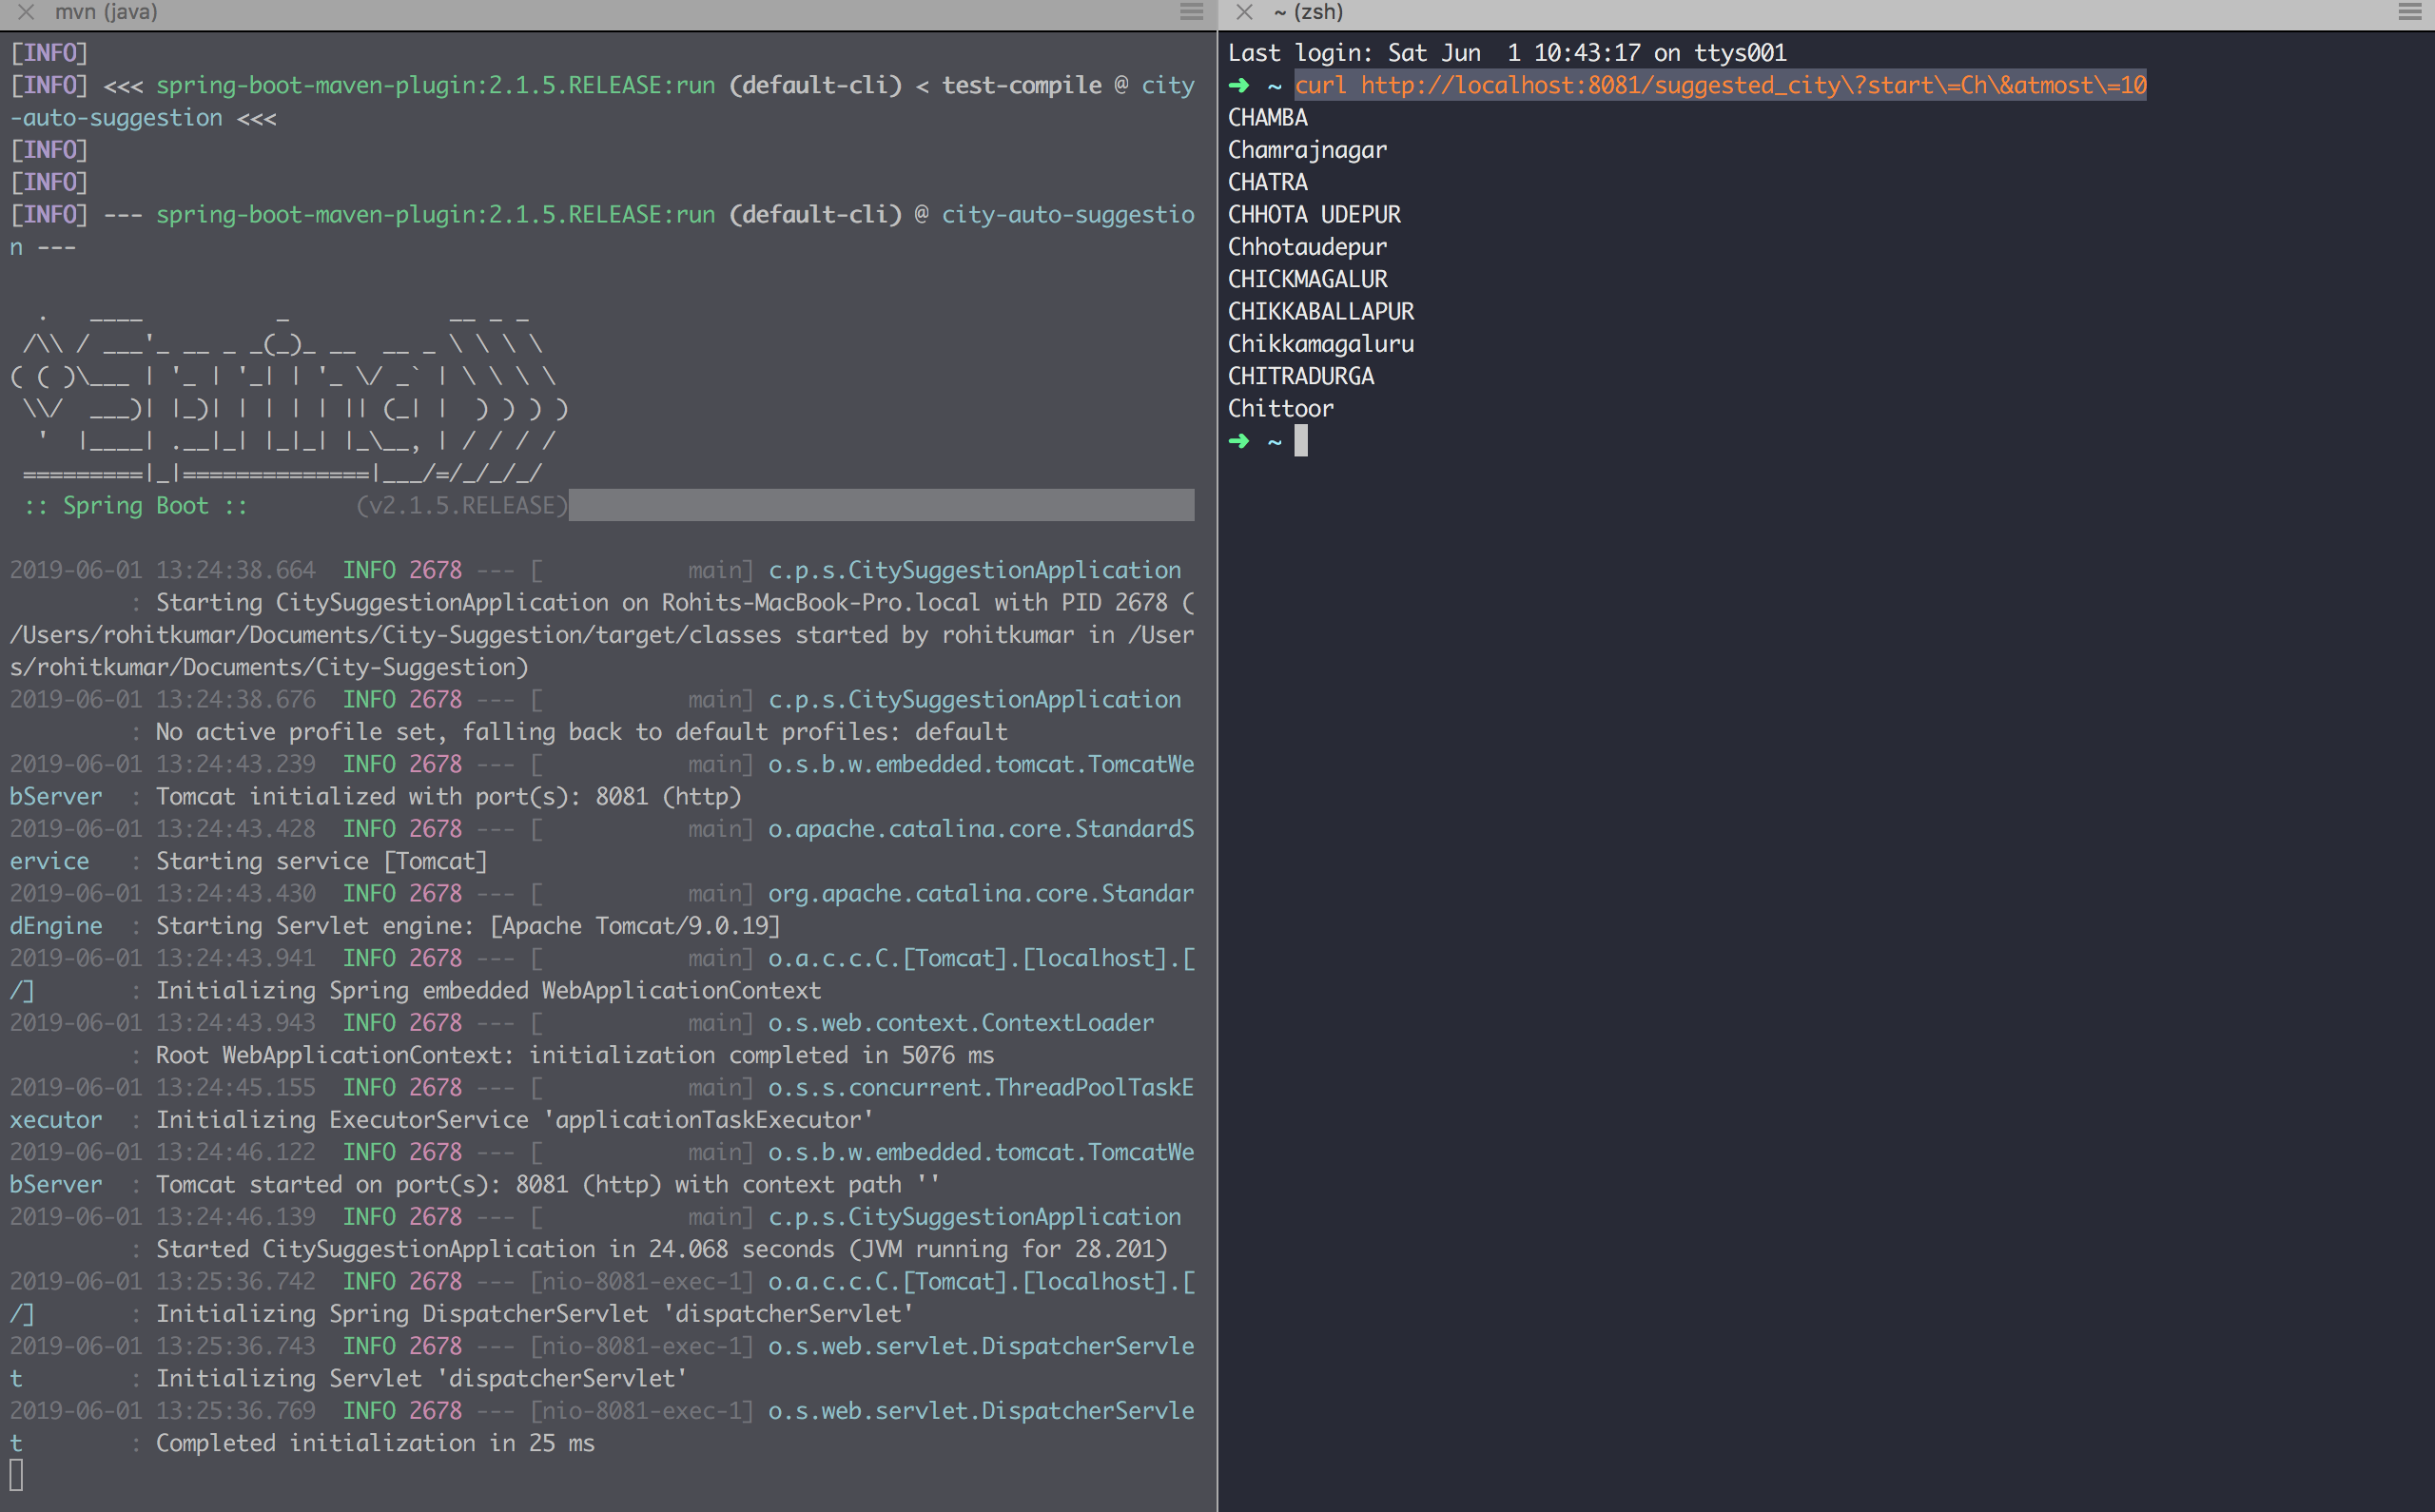 mvn (java)
[INFO]
[INFO] <<< spring-boot-maven-plugin:2.1.5.RELEASE:run (default-cli) < test-compile @ city
-auto-suggestion <<<
[INFO]
[INFO]
[INFO] --- spring-boot-maven-plugin:2.1.5.RELEASE:run (default-cli) @ city-auto-suggestio
n ---
  .   ____          _            __ _ _
 /\\ / ___'_ __ _ _(_)_ __  __ _ \ \ \ \
( ( )\___ | '_ | '_| | '_ \/ _` | \ \ \ \
 \\/  ___)| |_)| | | | | || (_| |  ) ) ) )
  '  |____| .__|_| |_|_| |_\__, | / / / /
 =========|_|==============|___/=/_/_/_/
 :: Spring Boot ::        (v2.1.5.RELEASE)
2019-06-01 13:24:38.664  INFO 2678 --- [           main] c.p.s.CitySuggestionApplication
         : Starting CitySuggestionApplication on Rohits-MacBook-Pro.local with PID 2678 (
/Users/rohitkumar/Documents/City-Suggestion/target/classes started by rohitkumar in /User
s/rohitkumar/Documents/City-Suggestion)
2019-06-01 13:24:38.676  INFO 2678 --- [           main] c.p.s.CitySuggestionApplication
         : No active profile set, falling back to default profiles: default
2019-06-01 13:24:43.239  INFO 2678 --- [           main] o.s.b.w.embedded.tomcat.TomcatWe
bServer  : Tomcat initialized with port(s): 8081 (http)
2019-06-01 13:24:43.428  INFO 2678 --- [           main] o.apache.catalina.core.StandardS
ervice   : Starting service [Tomcat]
2019-06-01 13:24:43.430  INFO 2678 --- [           main] org.apache.catalina.core.Standar
dEngine  : Starting Servlet engine: [Apache Tomcat/9.0.19]
2019-06-01 13:24:43.941  INFO 2678 --- [           main] o.a.c.c.C.[Tomcat].[localhost].[
/]       : Initializing Spring embedded WebApplicationContext
2019-06-01 13:24:43.943  INFO 2678 --- [           main] o.s.web.context.ContextLoader
         : Root WebApplicationContext: initialization completed in 5076 ms
2019-06-01 13:24:45.155  INFO 2678 --- [           main] o.s.s.concurrent.ThreadPoolTaskE
xecutor  : Initializing ExecutorService 'applicationTaskExecutor'
2019-06-01 13:24:46.122  INFO 2678 --- [           main] o.s.b.w.embedded.tomcat.TomcatWe
bServer  : Tomcat started on port(s): 8081 (http) with context path ''
2019-06-01 13:24:46.139  INFO 2678 --- [           main] c.p.s.CitySuggestionApplication
         : Started CitySuggestionApplication in 24.068 seconds (JVM running for 28.201)
2019-06-01 13:25:36.742  INFO 2678 --- [nio-8081-exec-1] o.a.c.c.C.[Tomcat].[localhost].[
/]       : Initializing Spring DispatcherServlet 'dispatcherServlet'
2019-06-01 13:25:36.743  INFO 2678 --- [nio-8081-exec-1] o.s.web.servlet.DispatcherServle
t        : Initializing Servlet 'dispatcherServlet'
2019-06-01 13:25:36.769  INFO 2678 --- [nio-8081-exec-1] o.s.web.servlet.DispatcherServle
t        : Completed initialization in 25 ms
~ (zsh)
Last login: Sat Jun  1 10:43:17 on ttys001
➜ ~ curl http://localhost:8081/suggested_city\?start\=Ch\&atmost\=10
CHAMBA
Chamrajnagar
CHATRA
CHHOTA UDEPUR
Chhotaudepur
CHICKMAGALUR
CHIKKABALLAPUR
Chikkamagaluru
CHITRADURGA
Chittoor
➜ ~